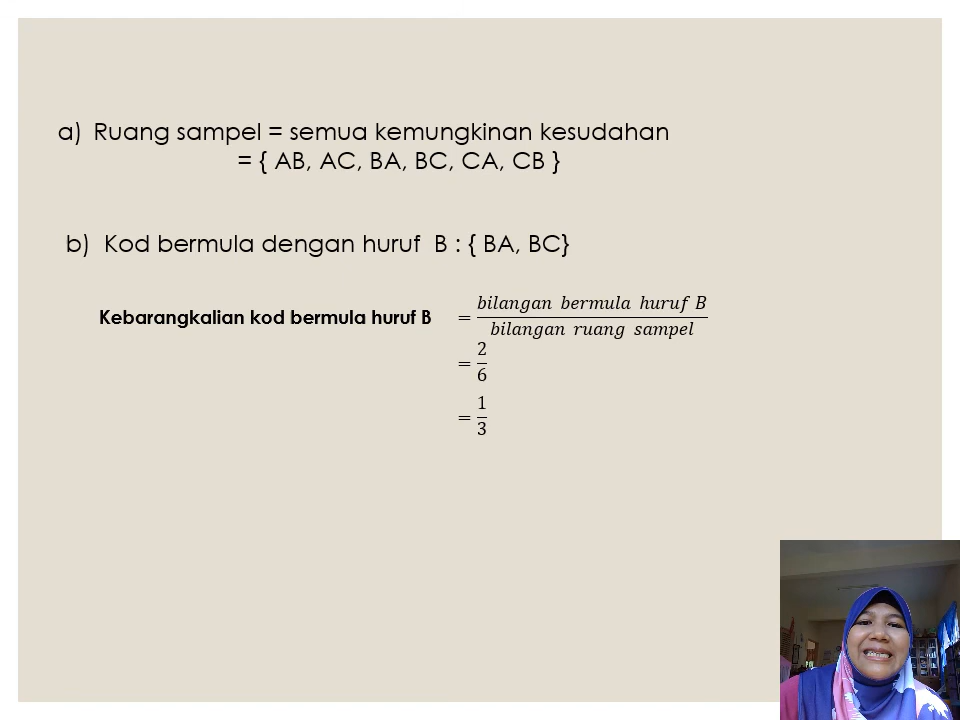 a) Ruang sampel = semua kemungkinan kesudahan
= { AB, AC, BA, BC, CA, CB }
b) Kod bermula dengan huruf B : { BA, BC}
Kebarangkalian kod bermula huruf B = bilangan bermula huruf B / bilangan ruang sampel
= 2/6
= 1/3